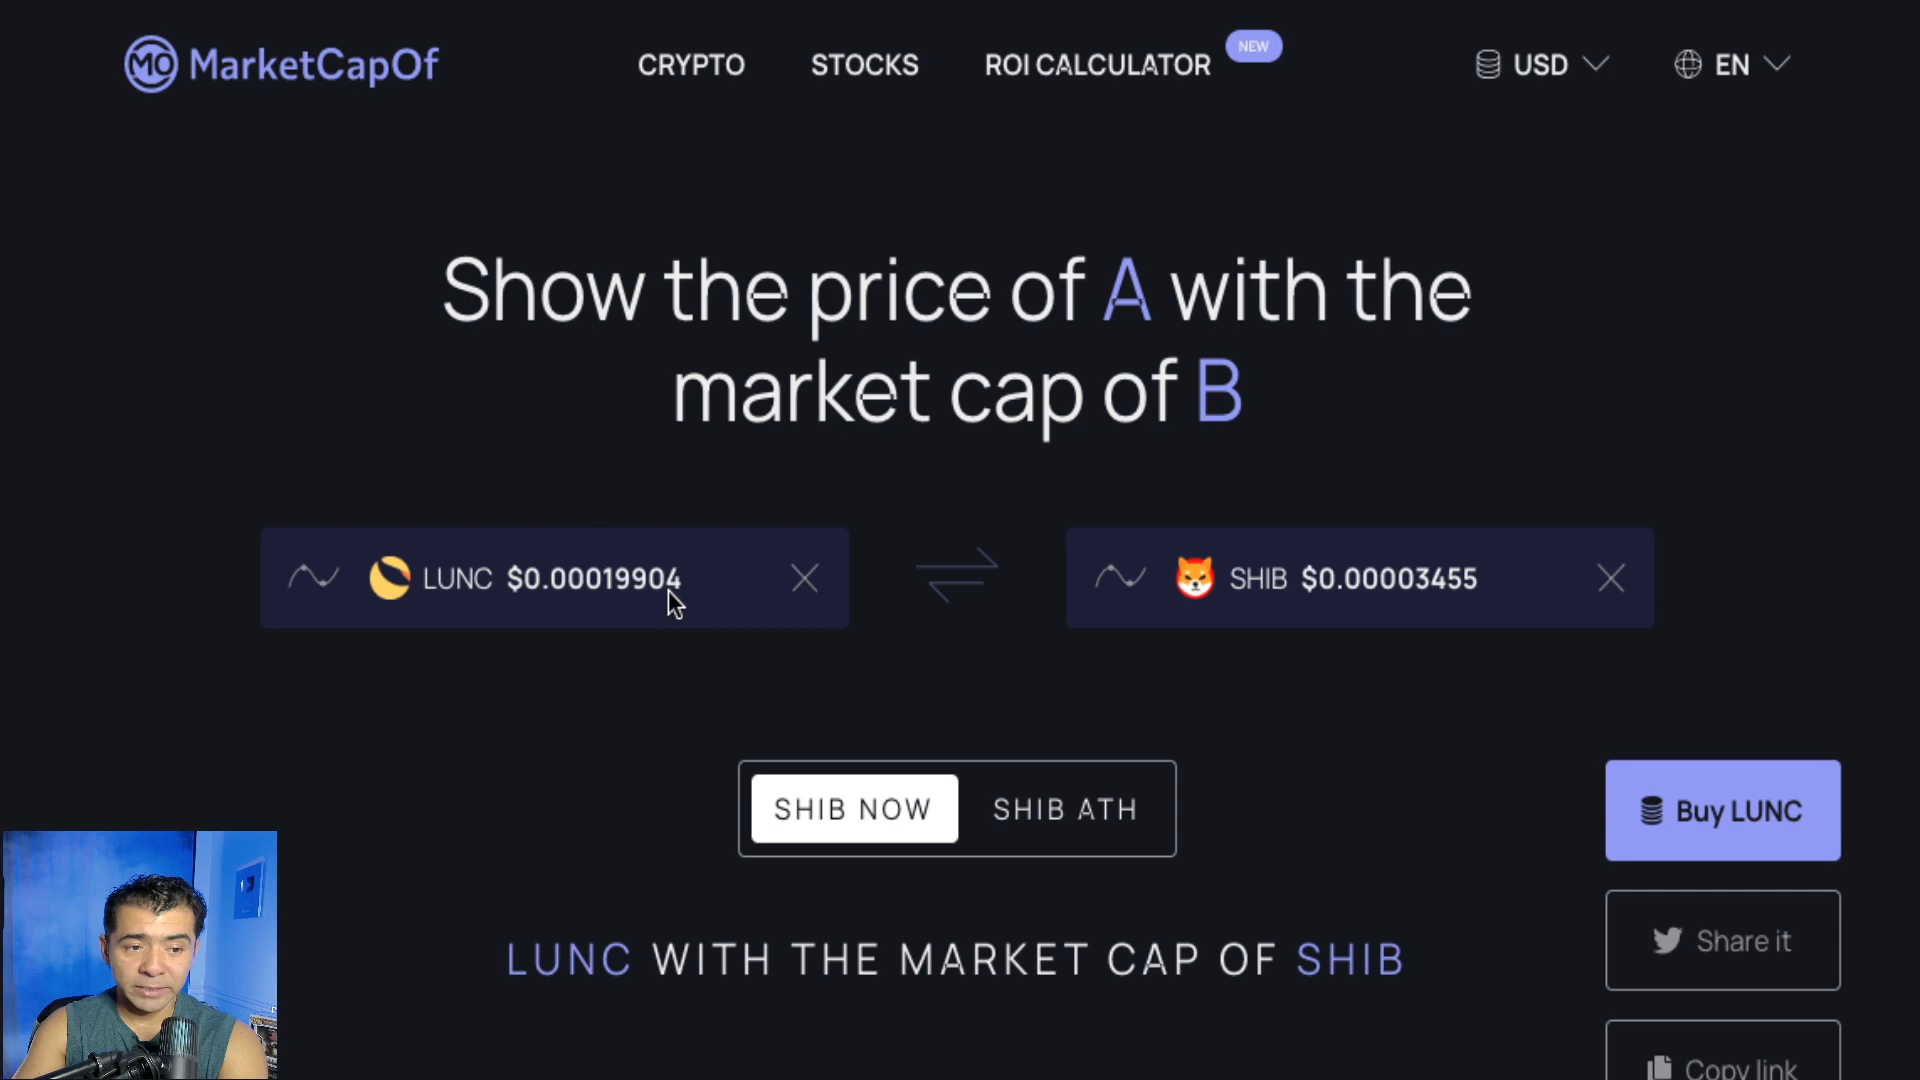 MO MarketCapOf
CRYPTO
STOCKS
ROI CALCULATOR
NEW
USD
EN
Show the price of A with the
market cap of B
LUNC $0.00019904
SHIB $0.00003455
SHIB NOW
SHIB ATH
Buy LUNC
Share it
LUNC WITH THE MARKET CAP OF SHIB
Copy link